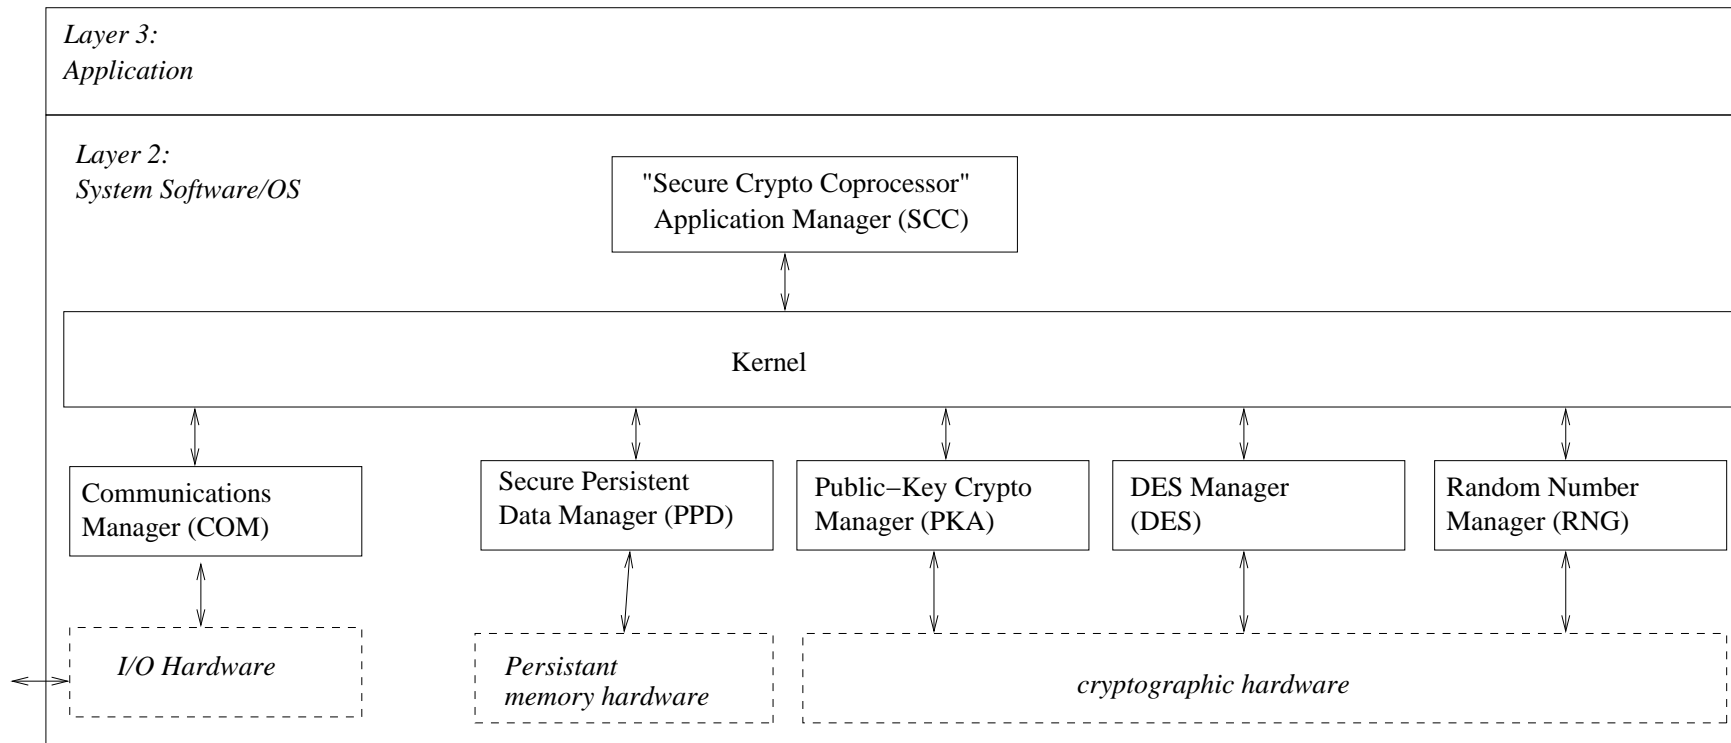 Layer 3:
Application
Layer 2:
System Software/OS
"Secure Crypto Coprocessor"
Application Manager (SCC)
Kernel
Communications
Manager (COM)
Secure Persistent
Data Manager (PPD)
Public−Key Crypto
Manager (PKA)
DES Manager
(DES)
Random Number
Manager (RNG)
I/O Hardware
Persistant
memory hardware
cryptographic hardware